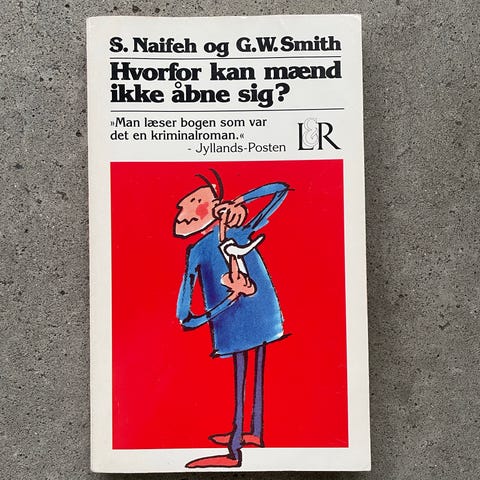 S. Naifeh og G.W. Smith
Hvorfor kan mænd
ikke åbne sig?
»Man læser bogen som var
det en kriminalroman.«
- Jyllands-Posten
L&R